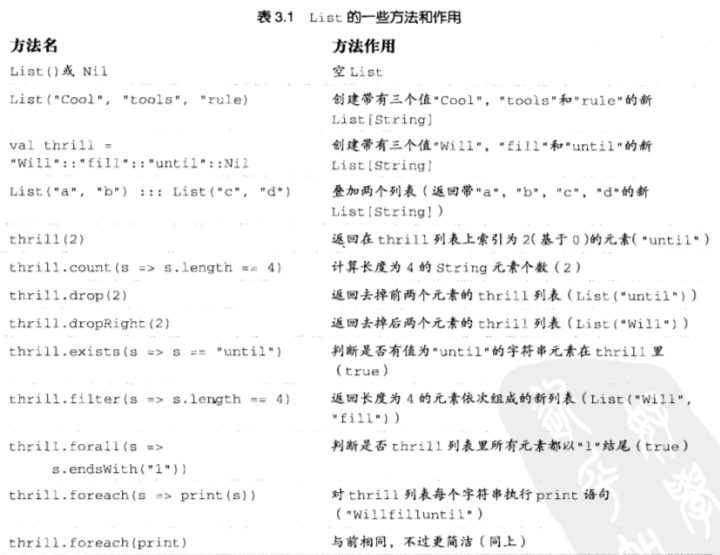 表 3.1 List 的一些方法和作用
方法名 方法作用
List()或 Nil 空 List
List("Cool", "tools", "rule) 创建带有三个值"Cool", "tools"和"rule"的新
List[String]
val thrill = 创建带有三个值"Will", "fill"和"until"的新
"Will"::"fill"::"until"::Nil List[String]
List("a", "b") ::: List("c", "d") 叠加两个列表（返回带"a", "b", "c", "d"的新
List[String]）
thrill(2) 返回在 thrill 列表上索引为 2(基于 0)的元素("until")
thrill.count(s => s.length == 4) 计算长度为 4 的 String 元素个数（2）
thrill.drop(2) 返回去掉前两个元素的 thrill 列表（List("until")）
thrill.dropRight(2) 返回去掉后两个元素的 thrill 列表（List("Will")）
thrill.exists(s => s == "until") 判断是否有值为"until"的字符串元素在 thrill 里
（true）
thrill.filter(s => s.length == 4) 返回长度为 4 的元素依次组成的新列表（List("Will",
"fill")）
thrill.forall(s => 判断是否 thrill 列表里所有元素都以"l"结尾（true）
s.endsWith("l"))
thrill.foreach(s => print(s)) 对 thrill 列表每个字符串执行 print 语句
（"Willfilluntil"）
thrill.foreach(print) 与前相同，不过更简洁（同上）